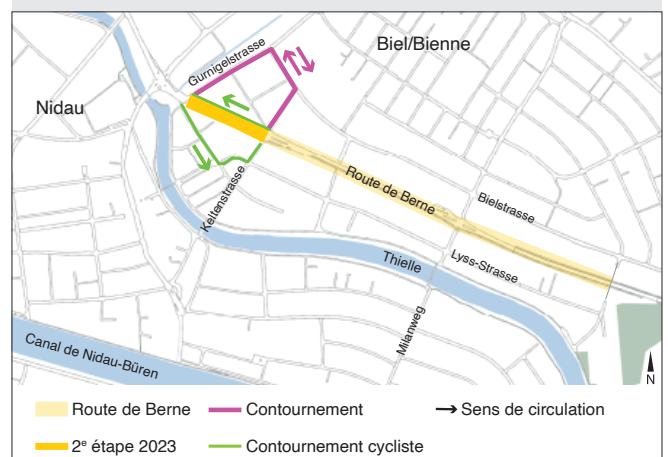 Biel/Bienne
Gurnigelstrasse
Nidau
Keltenstrasse
Route de Berne
Bielstrasse
Lyss-Strasse
Thielle
Milanweg
Canal de Nidau-Büren
N
Route de Berne
Contournement
Sens de circulation
2e étape 2023
Contournement cycliste